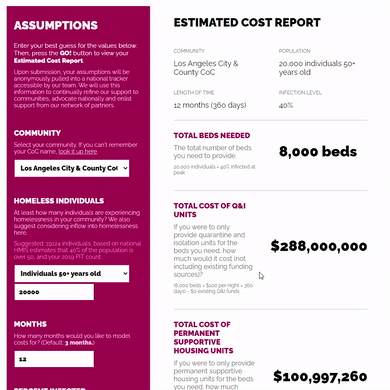 ASSUMPTIONS
Enter your best guess for the values below.
Then, press the GO! button to view your
Estimated Cost Report.
Upon submission, your assumptions will be
anonymously pulled into a national tracker
accessible by our team. We will use this
information to continually refine our support to
communities, advocate nationally and enlist
support from our network of partners.
COMMUNITY
Select your community. If you can't remember
your CoC name, look it up here.
Los Angeles City & County Co
HOMELESS INDIVIDUALS
At least how many individuals are experiencing
homelessness in your community? We also
suggest considering inflow into homelessness
here.
Suggested: 19124 individuals, based on national
HMIS estimates that 40% of the population is
over 50, and your 2019 PIT count.
Individuals 50+ years old
20000
MONTHS
How many months would you like to model
costs for? (Default: 3 months.)
12
PERCENT INFECTED
ESTIMATED COST REPORT
COMMUNITY
POPULATION
Los Angeles City &
County CoC
20,000 individuals 50+
years old
LENGTH OF TIME
INFECTION LEVEL
12 months (360 days)
40%
TOTAL BEDS NEEDED
The total number of beds
you need to provide:
20,000 individuals * 40% infected at
peak
8,000 beds
TOTAL COST OF Q&I
UNITS
If you were to only
provide quarantine and
isolation units for the
beds you need, how
much would it cost (not
including existing funding
sources)?
(8,000 beds * $100 per night * 360
days) - $0 existing Q&I funds
$288,000,000
TOTAL COST OF
PERMANENT
SUPPORTIVE
HOUSING UNITS
If you were to only provide
permanent supportive
housing units for the beds
you need, how much
$100,997,260